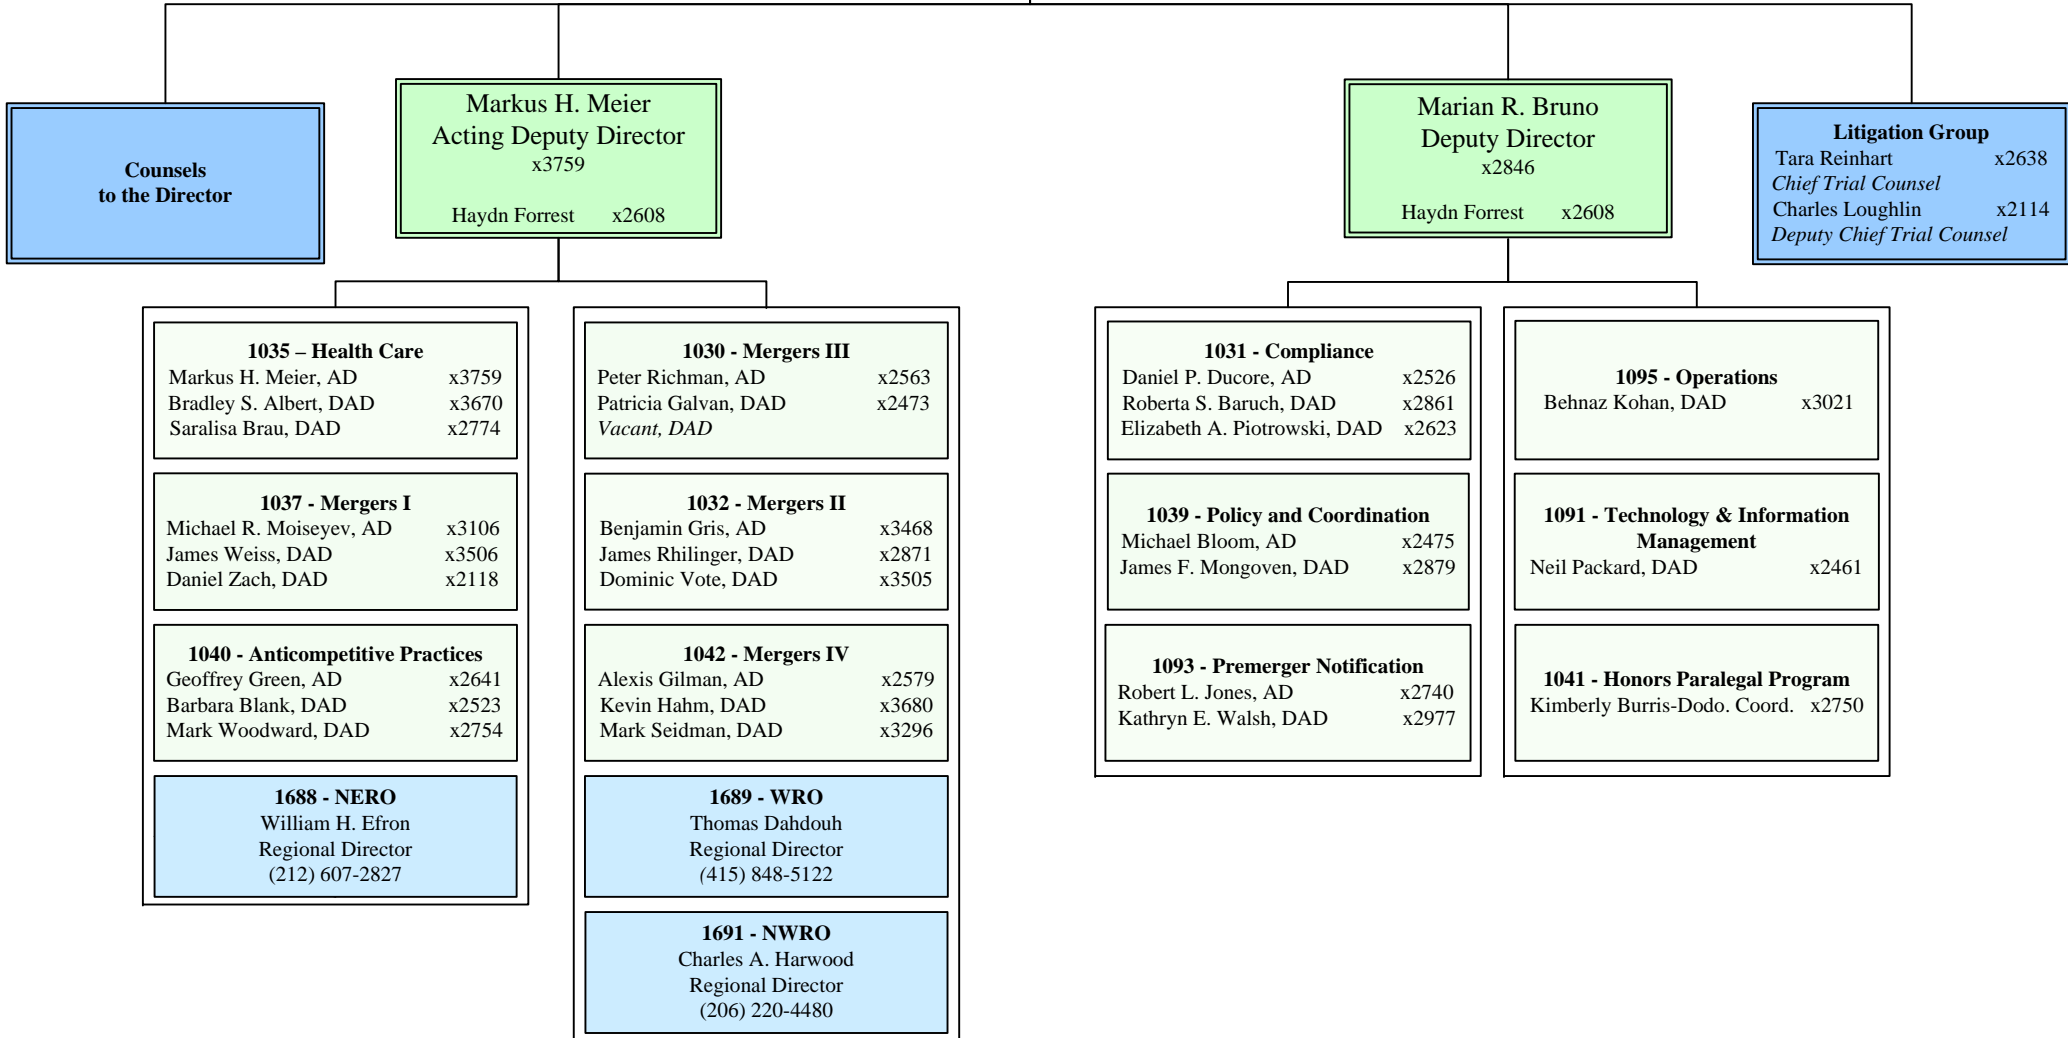 Counsels
to the Director
Markus H. Meier
Acting Deputy Director
x3759
Haydn Forrest x2608
Marian R. Bruno
Deputy Director
x2846
Haydn Forrest x2608
Litigation Group
Tara Reinhart x2638
Chief Trial Counsel
Charles Loughlin x2114
Deputy Chief Trial Counsel
1035 – Health Care
Markus H. Meier, AD x3759
Bradley S. Albert, DAD x3670
Saralisa Brau, DAD x2774
1037 - Mergers I
Michael R. Moiseyev, AD x3106
James Weiss, DAD x3506
Daniel Zach, DAD x2118
1040 - Anticompetitive Practices
Geoffrey Green, AD x2641
Barbara Blank, DAD x2523
Mark Woodward, DAD x2754
1688 - NERO
William H. Efron
Regional Director
(212) 607-2827
1030 - Mergers III
Peter Richman, AD x2563
Patricia Galvan, DAD x2473
Vacant, DAD
1032 - Mergers II
Benjamin Gris, AD x3468
James Rhilinger, DAD x2871
Dominic Vote, DAD x3505
1042 - Mergers IV
Alexis Gilman, AD x2579
Kevin Hahm, DAD x3680
Mark Seidman, DAD x3296
1689 - WRO
Thomas Dahdouh
Regional Director
(415) 848-5122
1691 - NWRO
Charles A. Harwood
Regional Director
(206) 220-4480
1031 - Compliance
Daniel P. Ducore, AD x2526
Roberta S. Baruch, DAD x2861
Elizabeth A. Piotrowski, DAD x2623
1039 - Policy and Coordination
Michael Bloom, AD x2475
James F. Mongoven, DAD x2879
1093 - Premerger Notification
Robert L. Jones, AD x2740
Kathryn E. Walsh, DAD x2977
1095 - Operations
Behnaz Kohan, DAD x3021
1091 - Technology & Information
Management
Neil Packard, DAD x2461
1041 - Honors Paralegal Program
Kimberly Burris-Dodo. Coord. x2750